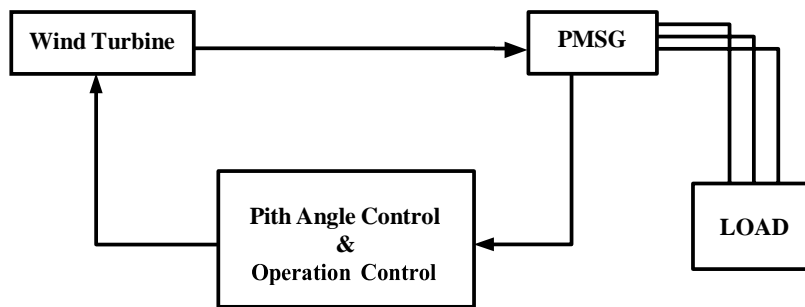 Wind Turbine
PMSG
Pith Angle Control
&
Operation Control
LOAD